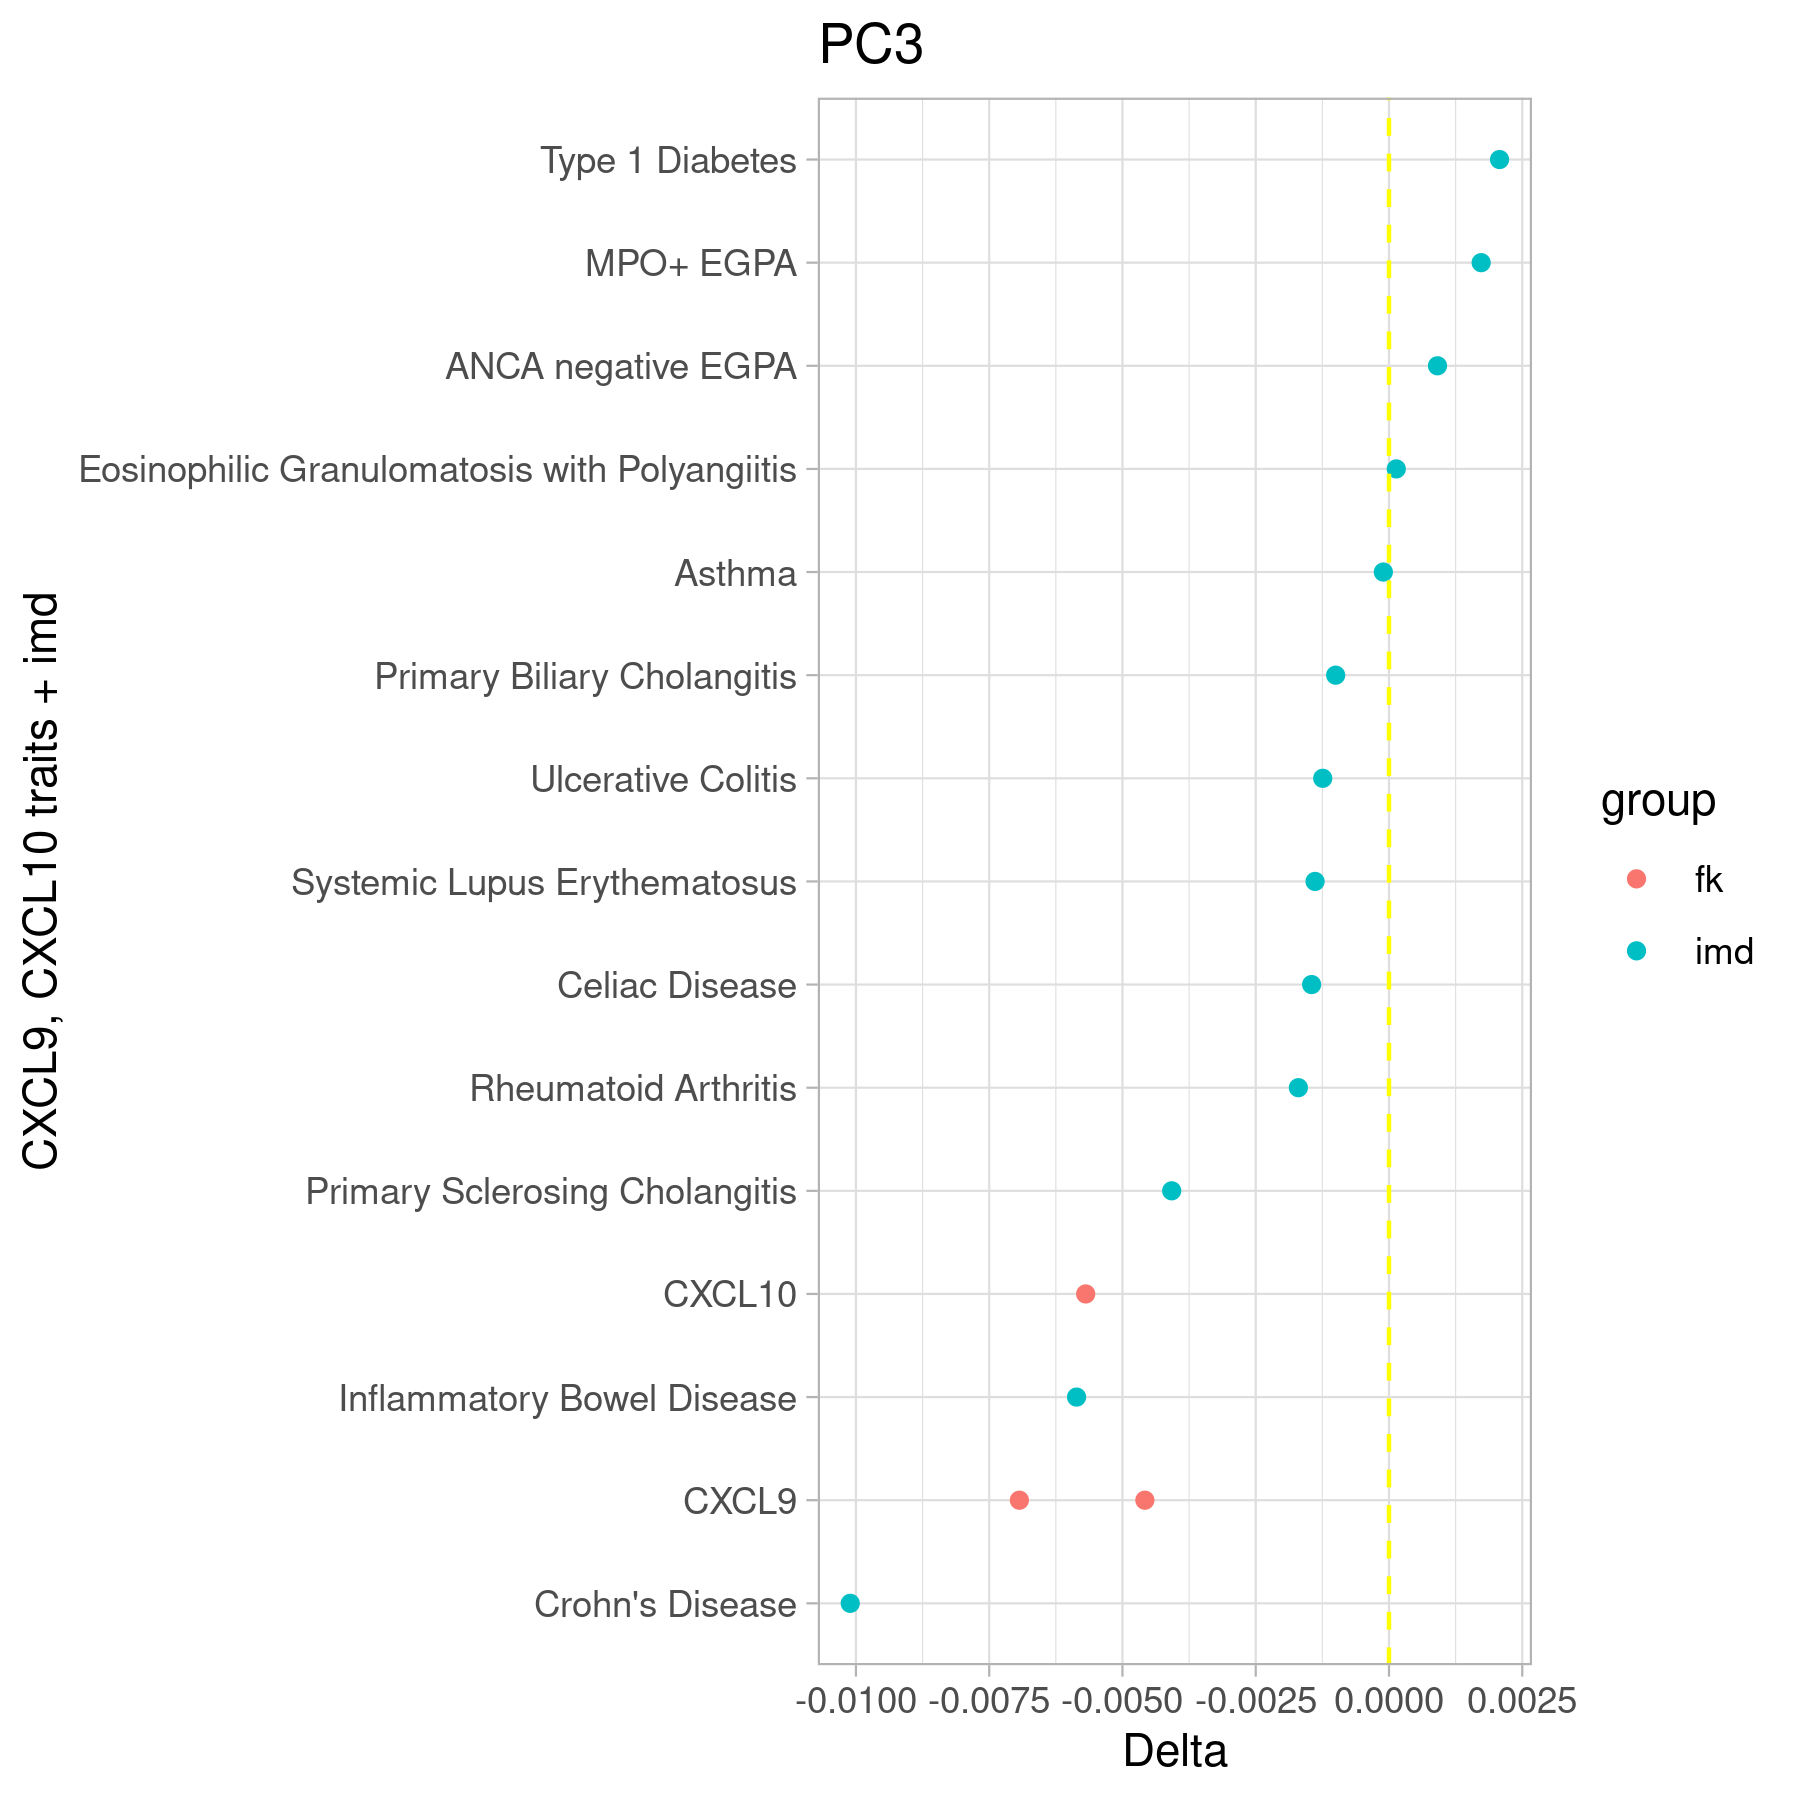 PC3
Type 1 Diabetes
MPO+ EGPA
ANCA negative EGPA
Eosinophilic Granulomatosis with Polyangiitis
Asthma
Primary Biliary Cholangitis
Ulcerative Colitis
Systemic Lupus Erythematosus
Celiac Disease
Rheumatoid Arthritis
Primary Sclerosing Cholangitis
CXCL10
Inflammatory Bowel Disease
CXCL9
Crohn's Disease
CXCL9, CXCL10 traits + imd
-0.0100 -0.0075 -0.0050 -0.0025 0.0000 0.0025
Delta
group
fk
imd